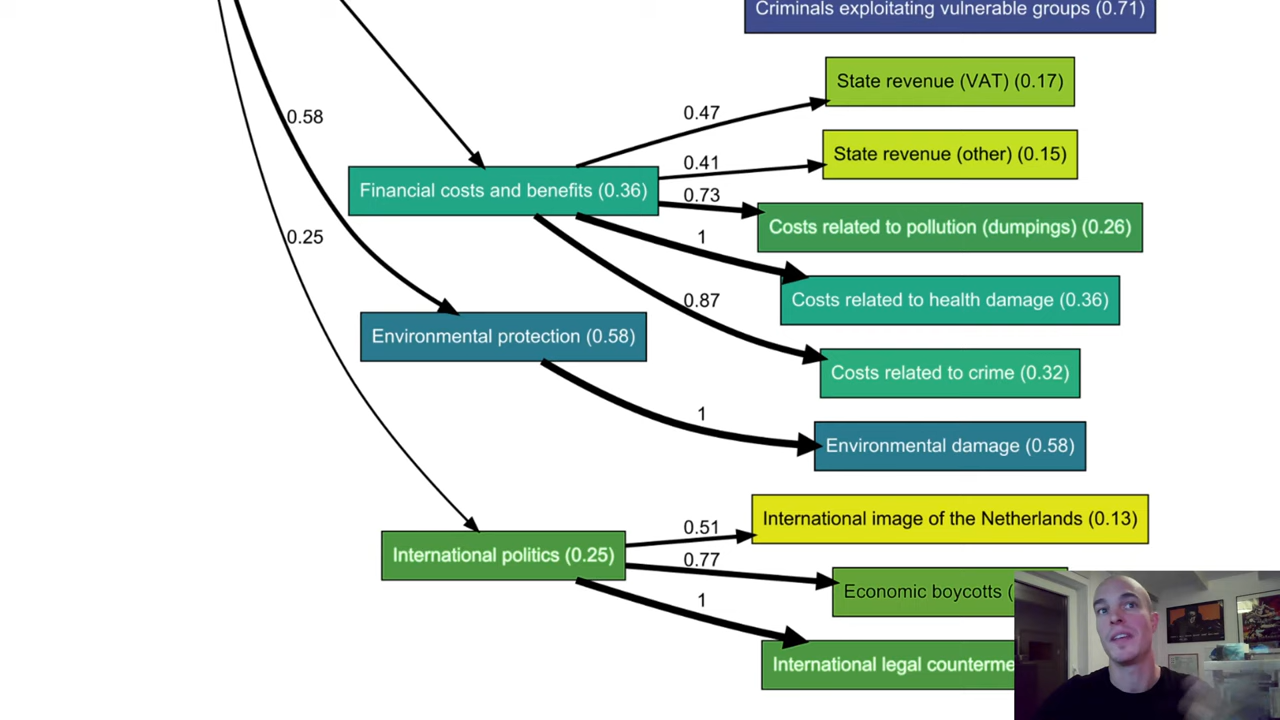 Criminals exploitating vulnerable groups (0.71)
State revenue (VAT) (0.17)
0.47
0.58
State revenue (other) (0.15)
0.41
Financial costs and benefits (0.36)
0.73
Costs related to pollution (dumpings) (0.26)
0.25
1
Costs related to health damage (0.36)
0.87
Environmental protection (0.58)
Costs related to crime (0.32)
1
Environmental damage (0.58)
International image of the Netherlands (0.13)
0.51
International politics (0.25)
0.77
Economic boycotts (
1
International legal counterme